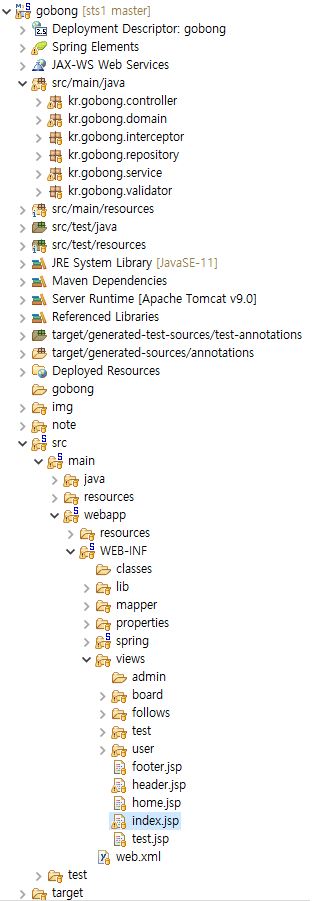 gobong [sts1 master]
Deployment Descriptor: gobong
Spring Elements
JAX-WS Web Services
src/main/java
kr.gobong.controller
kr.gobong.domain
kr.gobong.interceptor
kr.gobong.repository
kr.gobong.service
kr.gobong.validator
src/main/resources
src/test/java
src/test/resources
JRE System Library [JavaSE-11]
Maven Dependencies
Server Runtime [Apache Tomcat v9.0]
Referenced Libraries
target/generated-test-sources/test-annotations
target/generated-sources/annotations
Deployed Resources
gobong
img
note
src
main
java
resources
webapp
resources
WEB-INF
classes
lib
mapper
properties
spring
views
admin
board
follows
test
user
footer.jsp
header.jsp
home.jsp
index.jsp
test.jsp
web.xml
test
target